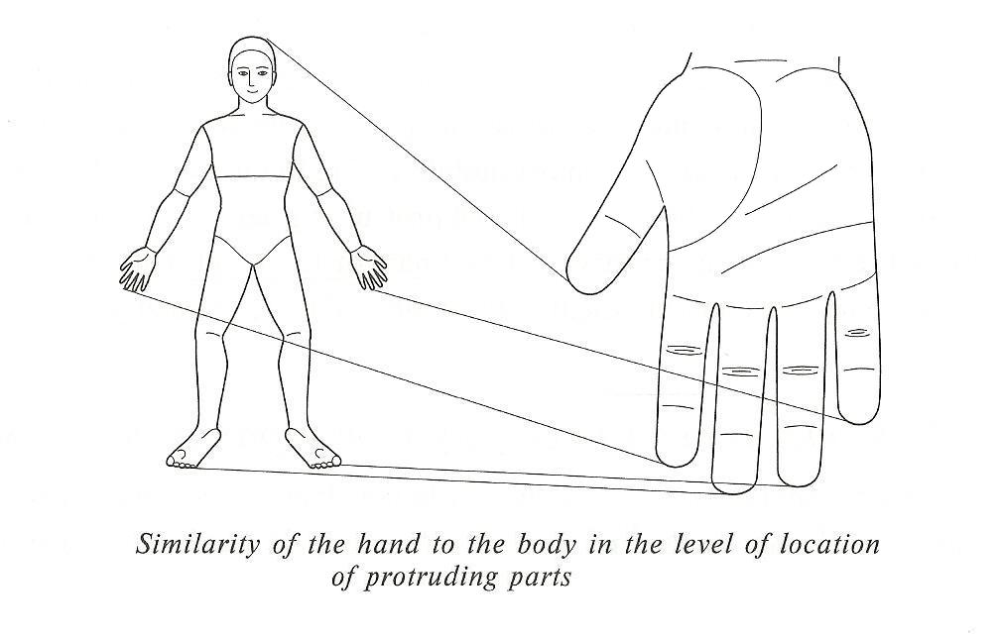 Similarity of the hand to the body in the level of location
of protruding parts